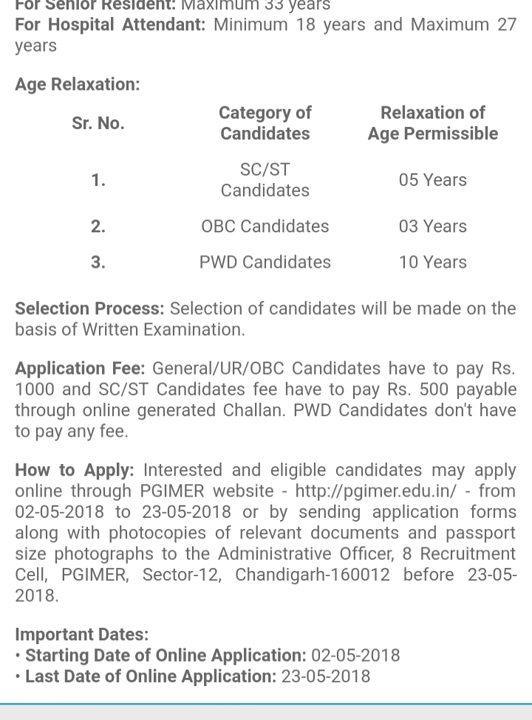 For Senior Resident: Maximum 33 years
For Hospital Attendant: Minimum 18 years and Maximum 27
years
Age Relaxation:
Sr. No. Category of Candidates Relaxation of Age Permissible
1. SC/ST Candidates 05 Years
2. OBC Candidates 03 Years
3. PWD Candidates 10 Years
Selection Process: Selection of candidates will be made on the
basis of Written Examination.
Application Fee: General/UR/OBC Candidates have to pay Rs.
1000 and SC/ST Candidates fee have to pay Rs. 500 payable
through online generated Challan. PWD Candidates don't have
to pay any fee.
How to Apply: Interested and eligible candidates may apply
online through PGIMER website - http://pgimer.edu.in/ - from
02-05-2018 to 23-05-2018 or by sending application forms
along with photocopies of relevant documents and passport
size photographs to the Administrative Officer, 8 Recruitment
Cell, PGIMER, Sector-12, Chandigarh-160012 before 23-05-
2018.
Important Dates:
• Starting Date of Online Application: 02-05-2018
• Last Date of Online Application: 23-05-2018